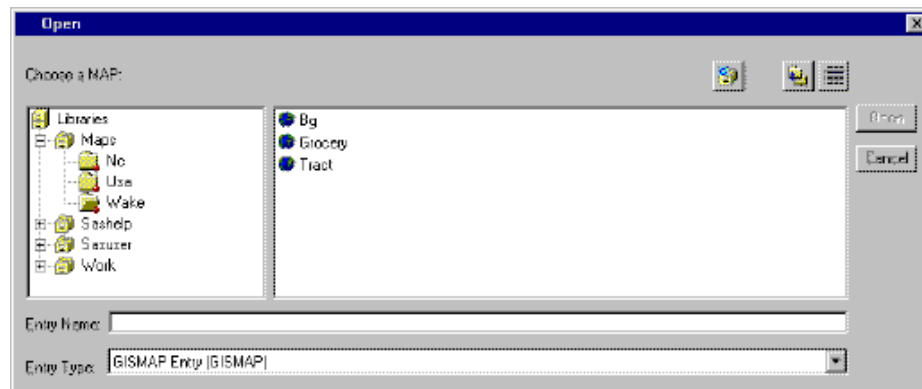 Open
Choose a MAP:
Libraries
Maps
Nc
Usa
Wake
Sashelp
Sasuser
Work
Bg
Grocery
Tract
Open
Cancel
Entry Name:
Entry Type: GISMAP Entry (GISMAP)